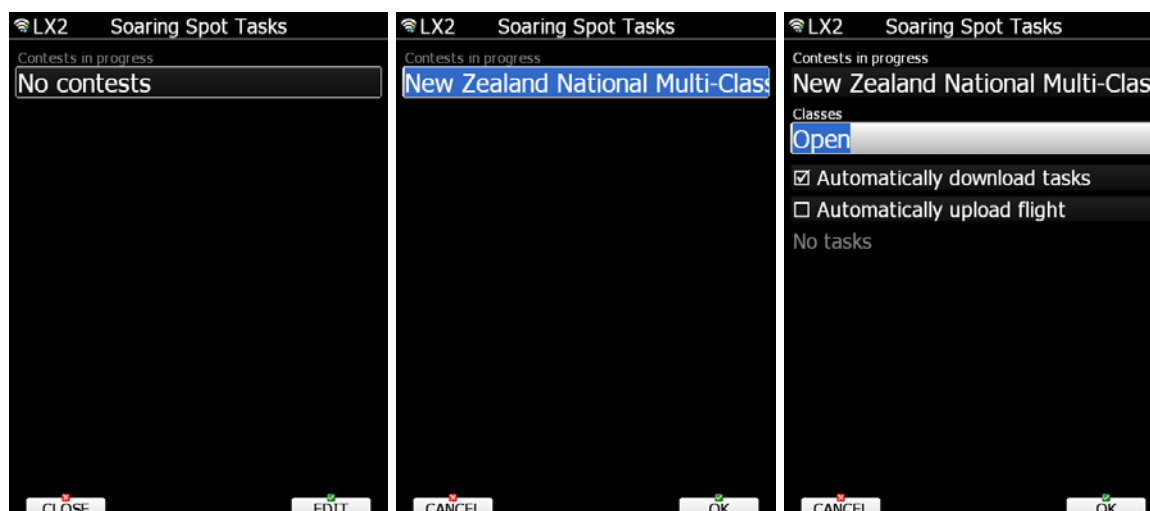 LX2 Soaring Spot Tasks
Contests in progress
No contests
CLOSE EDIT
LX2 Soaring Spot Tasks
Contests in progress
New Zealand National Multi-Class
CANCEL OK
LX2 Soaring Spot Tasks
Contests in progress
New Zealand National Multi-Clas
Classes
Open
Automatically download tasks
Automatically upload flight
No tasks
CANCEL OK